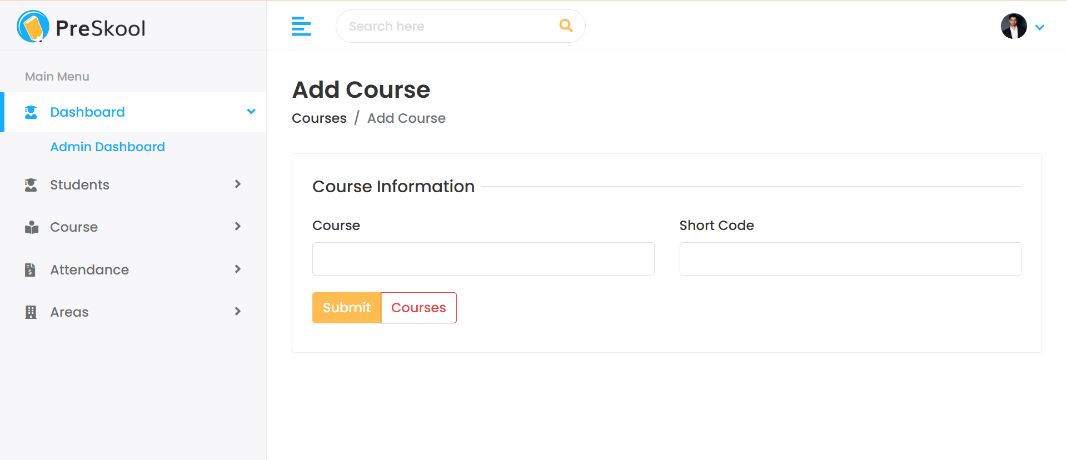 PreSkool
Search here
Main Menu
Dashboard
Admin Dashboard
Students
Course
Attendance
Areas
Add Course
Courses / Add Course
Course Information
Course
Short Code
Submit
Courses